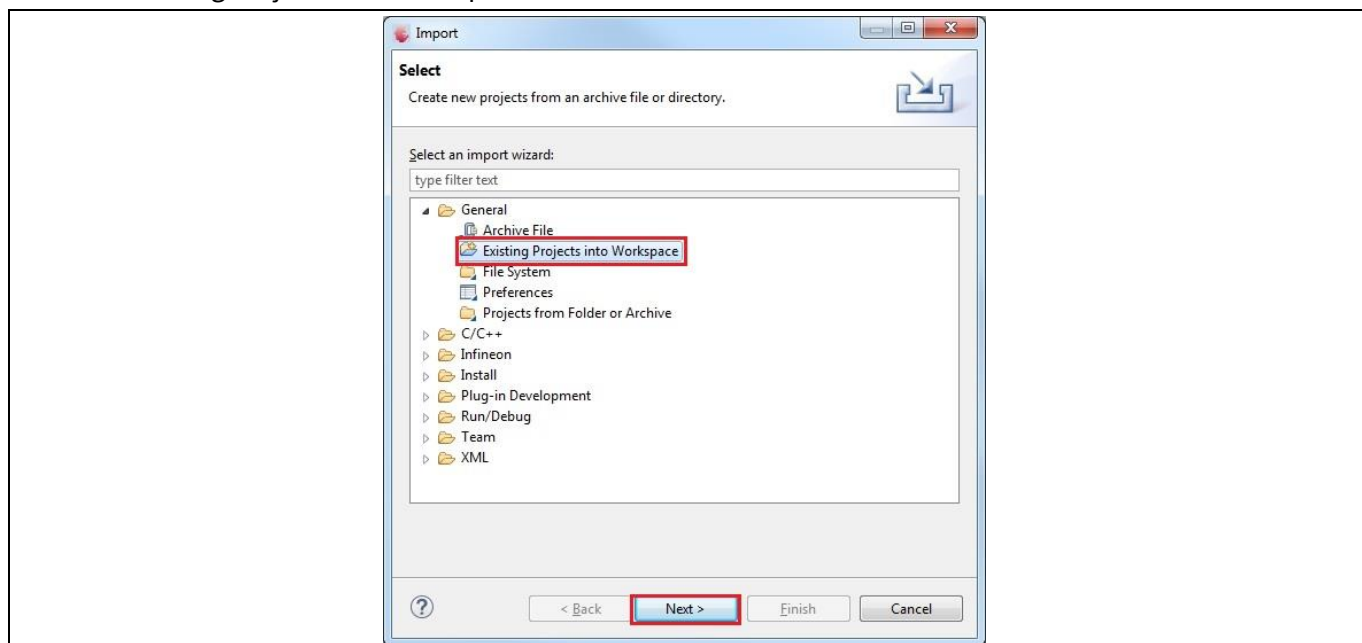 Import
Select
Create new projects from an archive file or directory.
Select an import wizard:
type filter text
General
Archive File
Existing Projects into Workspace
File System
Preferences
Projects from Folder or Archive
C/C++
Infineon
Install
Plug-in Development
Run/Debug
Team
XML
? < Back Next > Finish Cancel